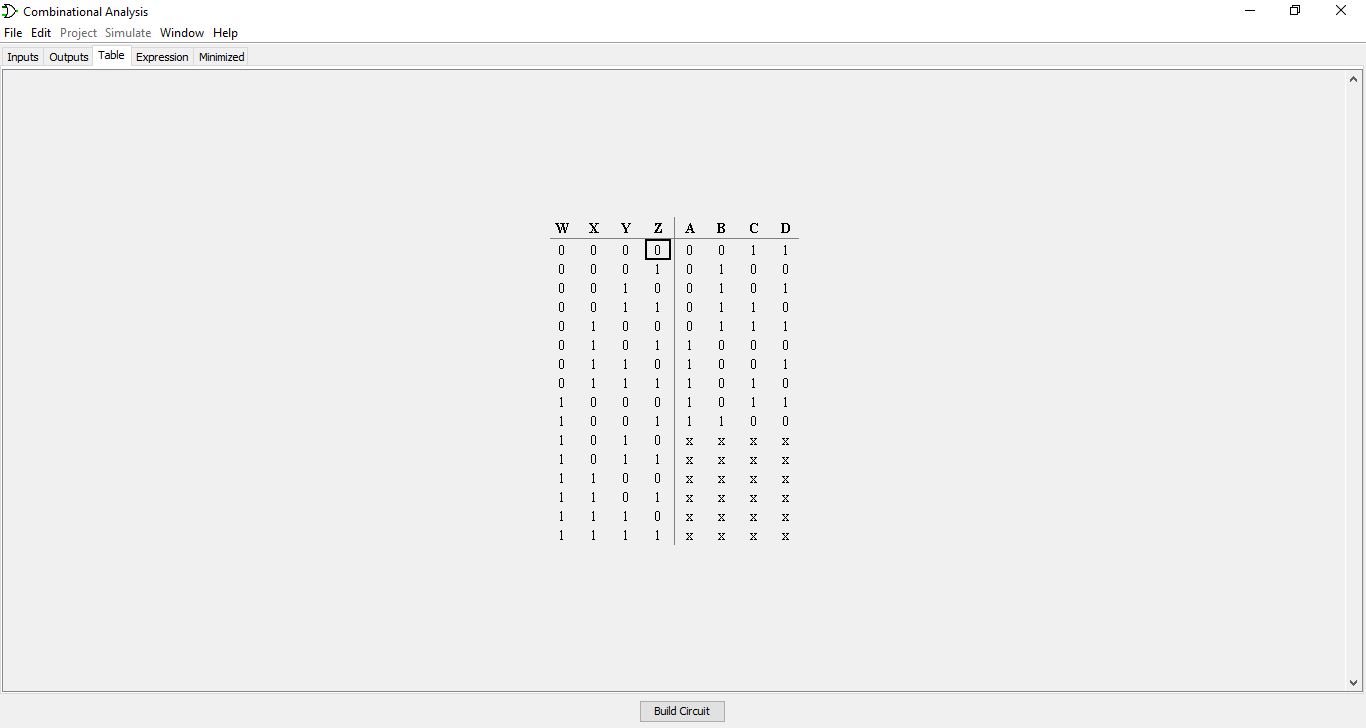 Combinational Analysis
File Edit Project Simulate Window Help
Inputs Outputs Table Expression Minimized
W X Y Z A B C D
0 0 0 0 0 0 1 1
0 0 0 1 0 1 0 0
0 0 1 0 0 1 0 1
0 0 1 1 0 1 1 0
0 1 0 0 0 1 1 1
0 1 0 1 1 0 0 0
0 1 1 0 1 0 0 1
0 1 1 1 1 0 1 0
1 0 0 0 1 0 1 1
1 0 0 1 1 1 0 0
1 0 1 0 x x x x
1 0 1 1 x x x x
1 1 0 0 x x x x
1 1 0 1 x x x x
1 1 1 0 x x x x
1 1 1 1 x x x x
Build Circuit